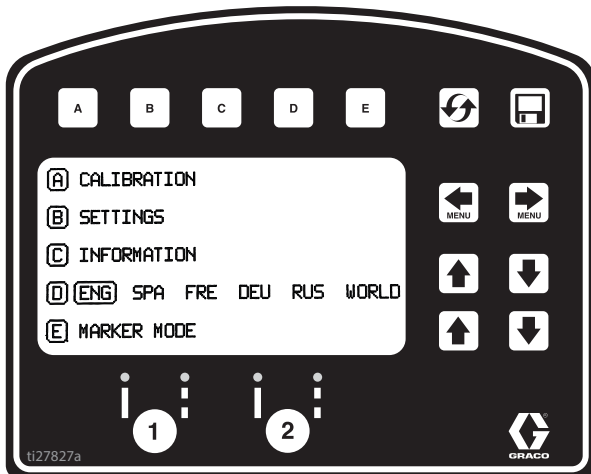 A B C D E
A CALIBRATION
MENU MENU
B SETTINGS
C INFORMATION
D ENG SPA FRE DEU RUS WORLD
E MARKER MODE
1 2
ti27827a
GRACO